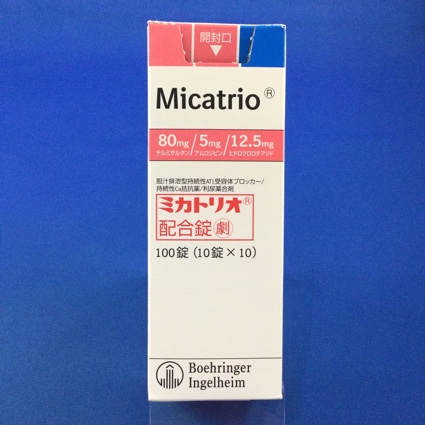 開封口
Micatrio®
80mg/5mg/12.5mg
テルミサルタン アムロジピン ヒドロクロロチアジド
胆汁排泄型持続性AT₁受容体ブロッカー/
持続性Ca拮抗薬/利尿薬合剤
ミカトリオ®
配合錠 劇
100錠 (10錠×10)
Boehringer
Ingelheim